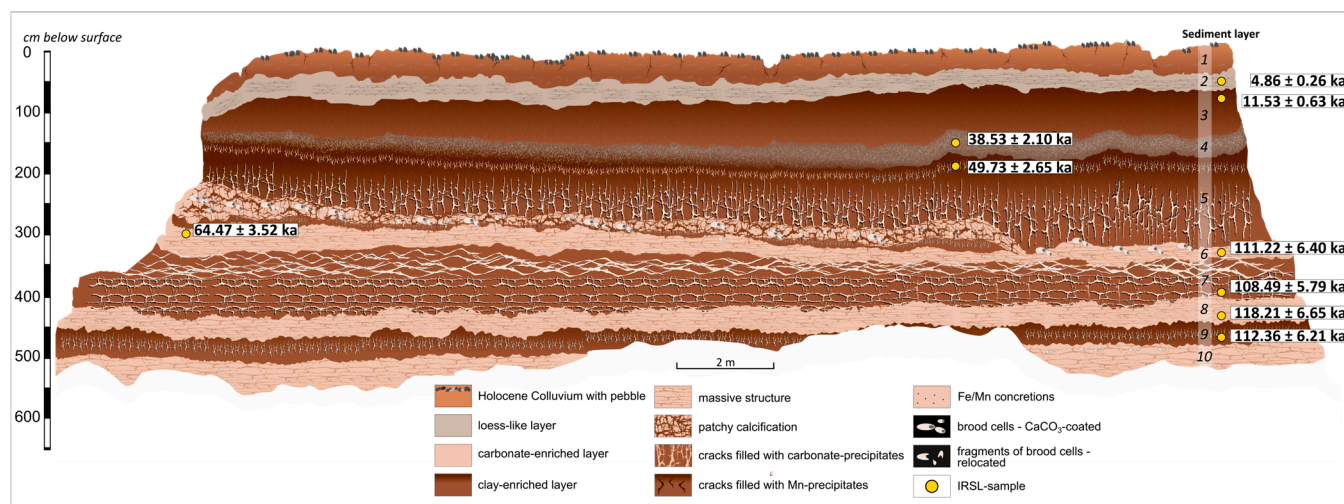 cm below surface
Sediment layer
0
100
200
300
400
500
600
1
2
3
4
5
6
7
8
9
10
4.86 ± 0.26 ka
11.53 ± 0.63 ka
38.53 ± 2.10 ka
49.73 ± 2.65 ka
64.47 ± 3.52 ka
111.22 ± 6.40 ka
108.49 ± 5.79 ka
118.21 ± 6.65 ka
112.36 ± 6.21 ka
2 m
Holocene Colluvium with pebble
loess-like layer
carbonate-enriched layer
clay-enriched layer
massive structure
patchy calcification
cracks filled with carbonate-precipitates
cracks filled with Mn-precipitates
Fe/Mn concretions
brood cells - CaCO₃-coated
fragments of brood cells -
relocated
IRSL-sample